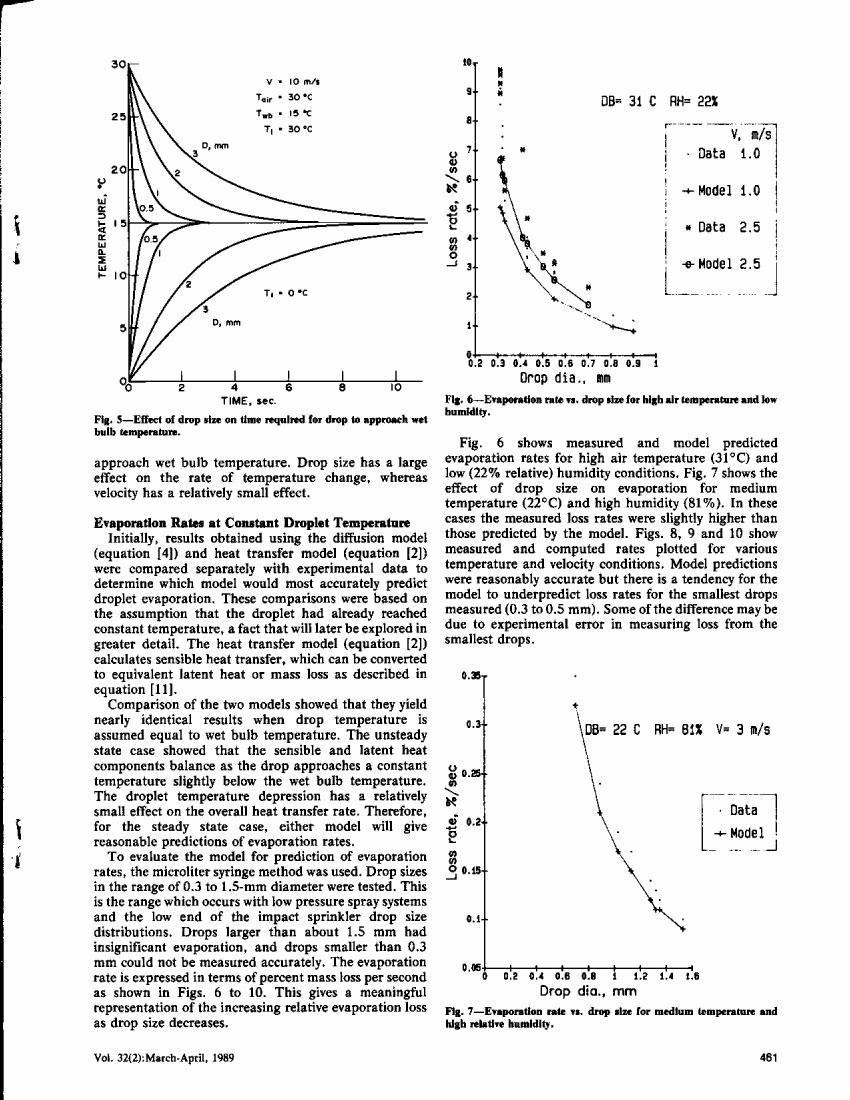 30
25
20
15
10
5
0
TEMPERATURE, °C
V = 10 m/s
Tair = 30 °C
Twb = 15 °C
TI = 30 °C
D, mm
3
2
1
0.5
0.5
1
2
3
D, mm
TI = 0 °C
0 2 4 6 8 10
TIME, sec.
Fig. 5—Effect of drop size on time required for drop to approach wet
bulb temperature.
approach wet bulb temperature. Drop size has a large
effect on the rate of temperature change, whereas
velocity has a relatively small effect.
Evaporation Rates at Constant Droplet Temperature
Initially, results obtained using the diffusion model
(equation [4]) and heat transfer model (equation [2])
were compared separately with experimental data to
determine which model would most accurately predict
droplet evaporation. These comparisons were based on
the assumption that the droplet had already reached
constant temperature, a fact that will later be explored in
greater detail. The heat transfer model (equation [2])
calculates sensible heat transfer, which can be converted
to equivalent latent heat or mass loss as described in
equation [11].
Comparison of the two models showed that they yield
nearly identical results when drop temperature is
assumed equal to wet bulb temperature. The unsteady
state case showed that the sensible and latent heat
components balance as the drop approaches a constant
temperature slightly below the wet bulb temperature.
The droplet temperature depression has a relatively
small effect on the overall heat transfer rate. Therefore,
for the steady state case, either model will give
reasonable predictions of evaporation rates.
To evaluate the model for prediction of evaporation
rates, the microliter syringe method was used. Drop sizes
in the range of 0.3 to 1.5-mm diameter were tested. This
is the range which occurs with low pressure spray systems
and the low end of the impact sprinkler drop size
distributions. Drops larger than about 1.5 mm had
insignificant evaporation, and drops smaller than 0.3
mm could not be measured accurately. The evaporation
rate is expressed in terms of percent mass loss per second
as shown in Figs. 6 to 10. This gives a meaningful
representation of the increasing relative evaporation loss
as drop size decreases.
10
9
8
7
6
5
4
3
2
1
0
Loss rate, %/sec
DB= 31 C RH= 22%
V, m/s
Data 1.0
Model 1.0
Data 2.5
Model 2.5
0.2 0.3 0.4 0.5 0.6 0.7 0.8 0.9 1
Drop dia., mm
Fig. 6—Evaporation rate vs. drop size for high air temperature and low
humidity.
Fig. 6 shows measured and model predicted
evaporation rates for high air temperature (31°C) and
low (22% relative) humidity conditions. Fig. 7 shows the
effect of drop size on evaporation for medium
temperature (22°C) and high humidity (81%). In these
cases the measured loss rates were slightly higher than
those predicted by the model. Figs. 8, 9 and 10 show
measured and computed rates plotted for various
temperature and velocity conditions. Model predictions
were reasonably accurate but there is a tendency for the
model to underpredict loss rates for the smallest drops
measured (0.3 to 0.5 mm). Some of the difference may be
due to experimental error in measuring loss from the
smallest drops.
0.35
0.3
0.25
0.2
0.15
0.1
0.05
Loss rate, %/sec
DB= 22 C RH= 81% V= 3 m/s
Data
Model
0 0.2 0.4 0.6 0.8 1 1.2 1.4 1.6
Drop dia., mm
Fig. 7—Evaporation rate vs. drop size for medium temperature and
high relative humidity.
Vol. 32(2):March-April, 1989
461